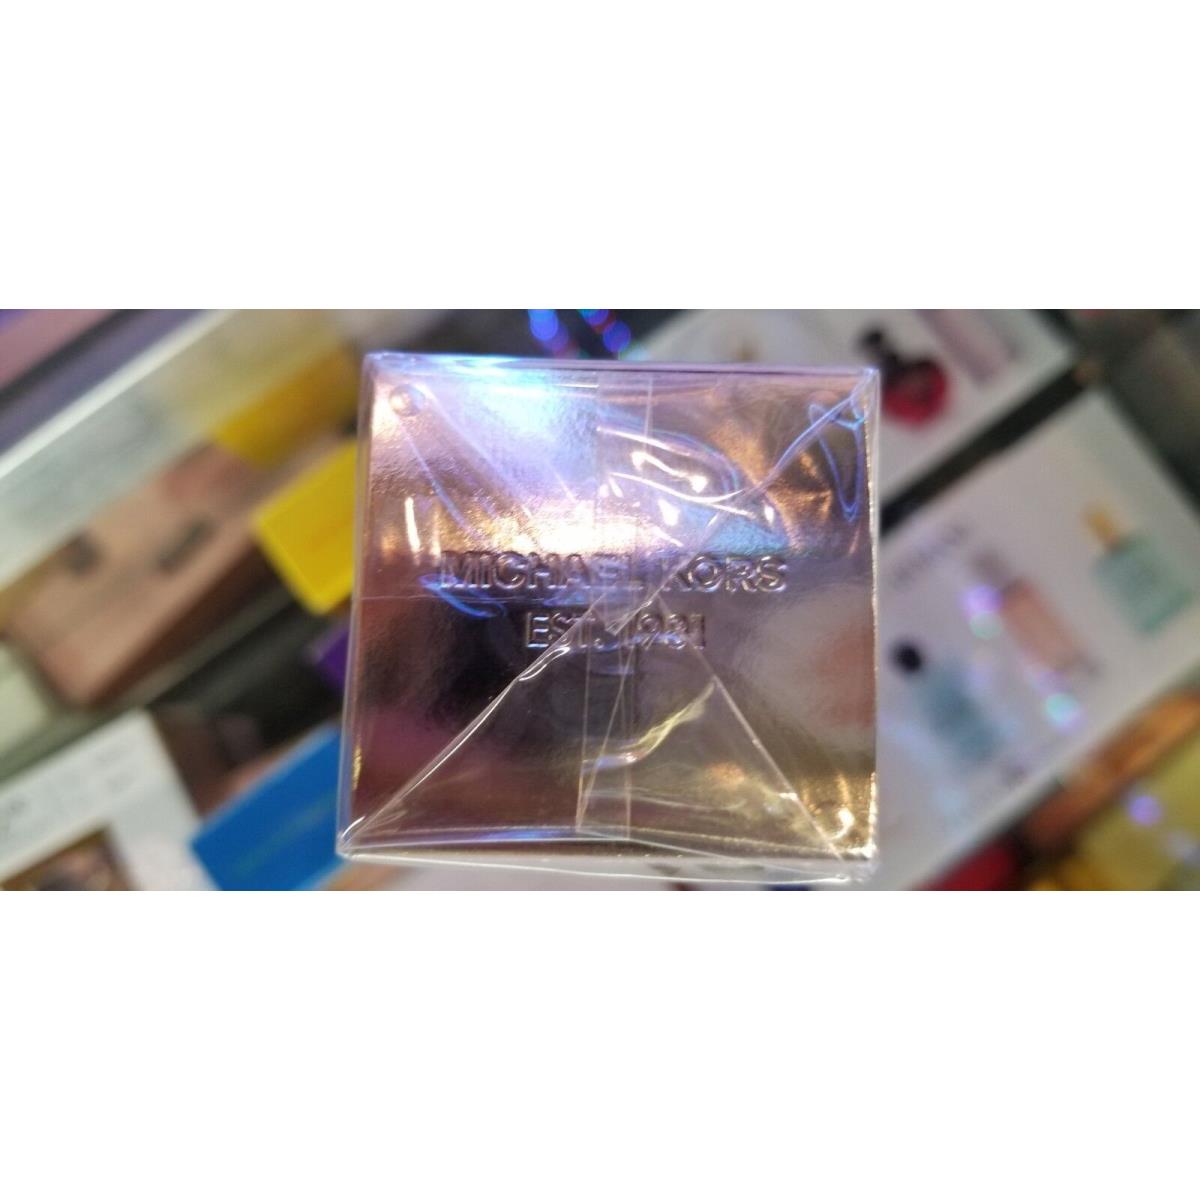 MICHAEL KORS
EST. 1981